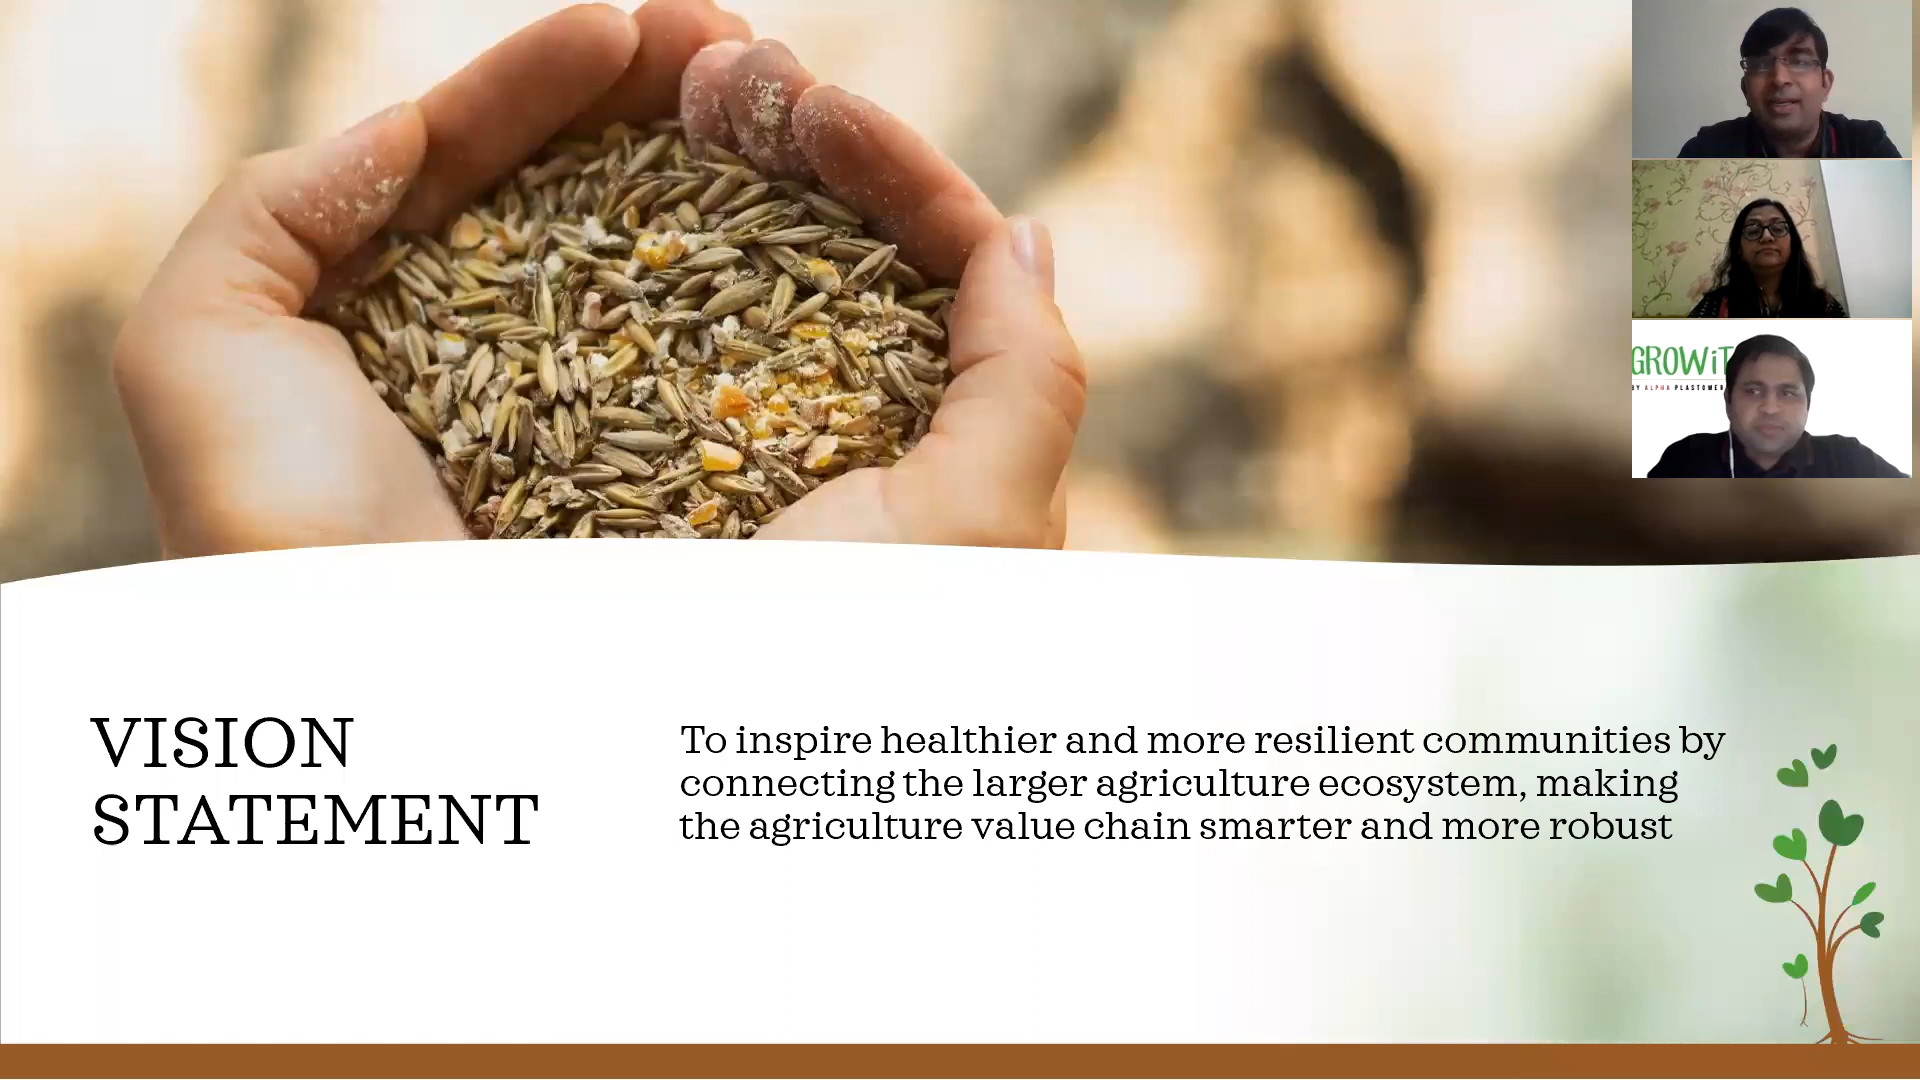 GROWiT
BY ALPHA PLASTOMER
VISION
STATEMENT
To inspire healthier and more resilient communities by
connecting the larger agriculture ecosystem, making
the agriculture value chain smarter and more robust